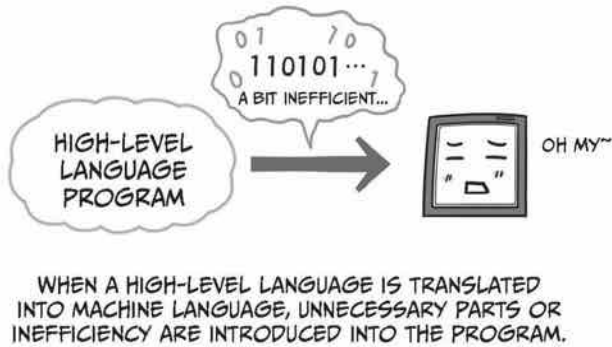 01 10
110101...
0 1
A BIT INEFFICIENT...
HIGH-LEVEL
LANGUAGE
PROGRAM
OH MY~
WHEN A HIGH-LEVEL LANGUAGE IS TRANSLATED
INTO MACHINE LANGUAGE, UNNECESSARY PARTS OR
INEFFICIENCY ARE INTRODUCED INTO THE PROGRAM.